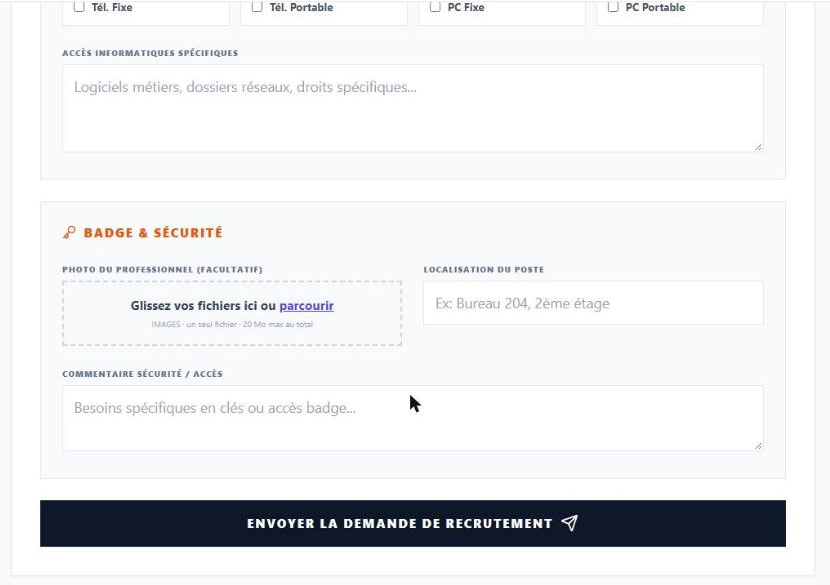 Tél. Fixe
Tél. Portable
PC Fixe
PC Portable
ACCÈS INFORMATIQUES SPÉCIFIQUES
Logiciels métiers, dossiers réseaux, droits spécifiques...
BADGE & SÉCURITÉ
PHOTO DU PROFESSIONNEL (FACULTATIF)
Glissez vos fichiers ici ou parcourir
IMAGES · un seul fichier · 20 Mo max au total
LOCALISATION DU POSTE
Ex: Bureau 204, 2ème étage
COMMENTAIRE SÉCURITÉ / ACCÈS
Besoins spécifiques en clés ou accès badge...
ENVOYER LA DEMANDE DE RECRUTEMENT